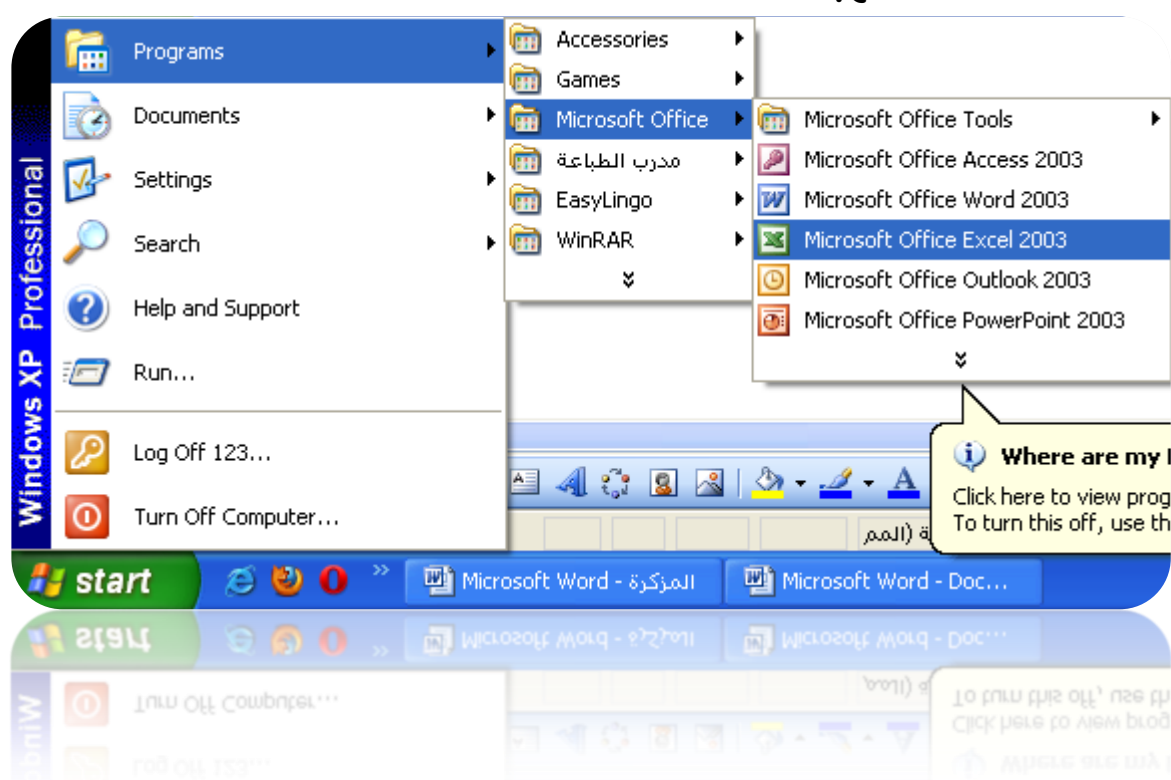 Programs
Documents
Settings
Search
Help and Support
Run...
Log Off 123...
Turn Off Computer...
Windows XP Professional
Accessories
Games
Microsoft Office
مدرب الطباعة
EasyLingo
WinRAR
Microsoft Office Tools
Microsoft Office Access 2003
Microsoft Office Word 2003
Microsoft Office Excel 2003
Microsoft Office Outlook 2003
Microsoft Office PowerPoint 2003
Where are my
Click here to view prog
To turn this off, use th
ة (المم
start
Microsoft Word - المزكرة
Microsoft Word - Doc...